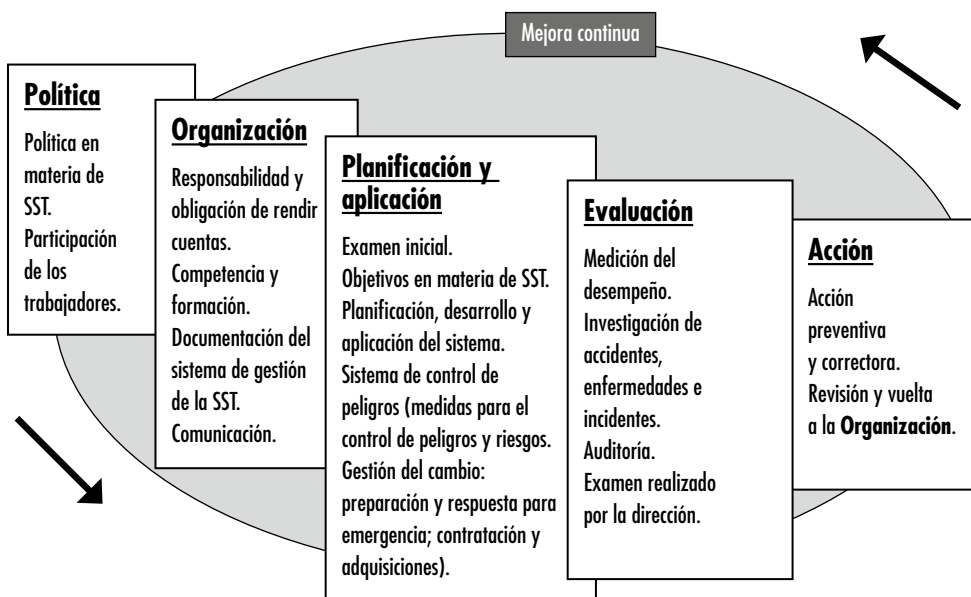 Mejora continua
Política
Política en
materia de
SST.
Participación
de los
trabajadores.
Organización
Responsabilidad y
obligación de rendir
cuentas.
Competencia y
formación.
Documentación del
sistema de gestión
de la SST.
Comunicación.
Planificación y
aplicación
Examen inicial.
Objetivos en materia de SST.
Planificación, desarrollo y
aplicación del sistema.
Sistema de control de
peligros (medidas para el
control de peligros y riesgos.
Gestión del cambio:
preparación y respuesta para
emergencia; contratación y
adquisiciones).
Evaluación
Medición del
desempeño.
Investigación de
accidentes,
enfermedades e
incidentes.
Auditoría.
Examen realizado
por la dirección.
Acción
Acción
preventiva
y correctora.
Revisión y vuelta
a la Organización.